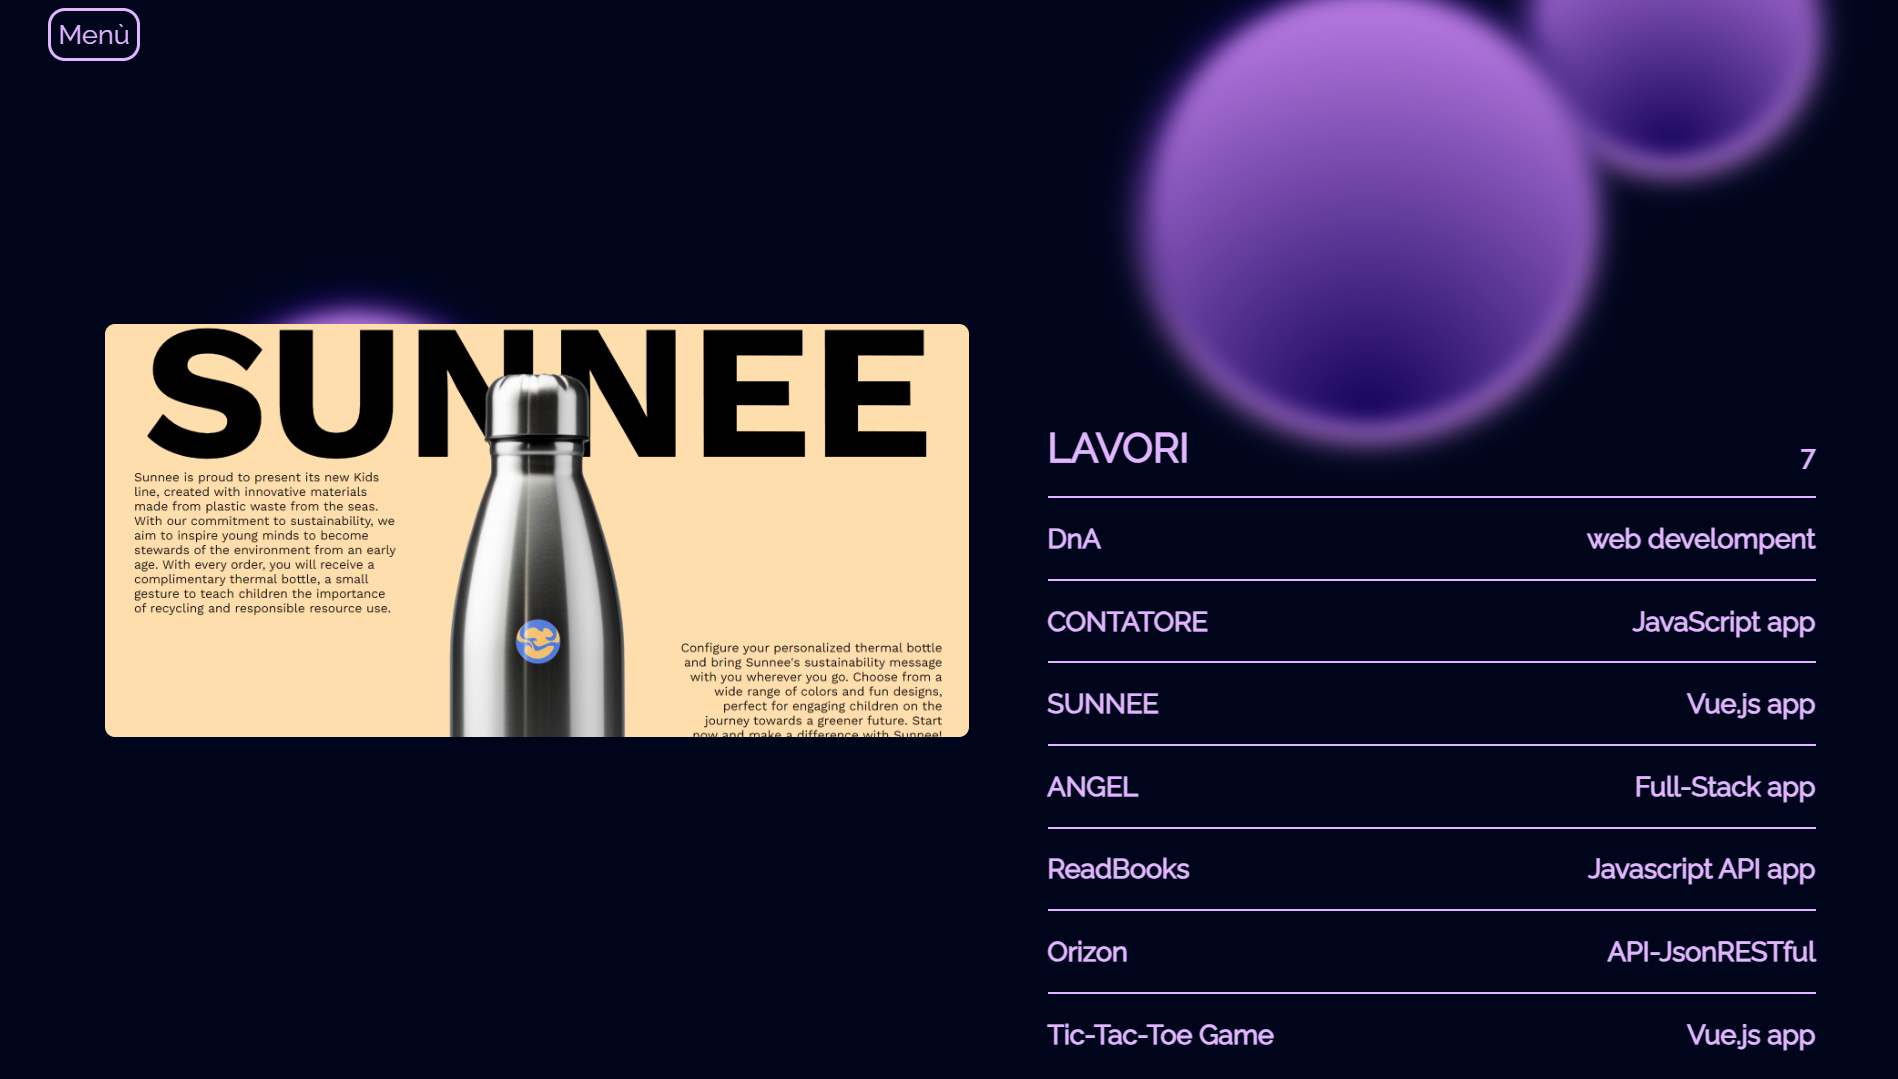 Menù
SUNNEE
Sunnee is proud to present its new Kids
line, created with innovative materials
made from plastic waste from the seas.
With our commitment to sustainability, we
aim to inspire young minds to become
stewards of the environment from an early
age. With every order, you will receive a
complimentary thermal bottle, a small
gesture to teach children the importance
of recycling and responsible resource use.
Configure your personalized thermal bottle
and bring Sunnee's sustainability message
with you wherever you go. Choose from a
wide range of colors and fun designs,
perfect for engaging children on the
journey towards a greener future. Start
now and make a difference with Sunnee!
LAVORI 7
DnA web develompent
CONTATORE JavaScript app
SUNNEE Vue.js app
ANGEL Full-Stack app
ReadBooks Javascript API app
Orizon API-JsonRESTful
Tic-Tac-Toe Game Vue.js app